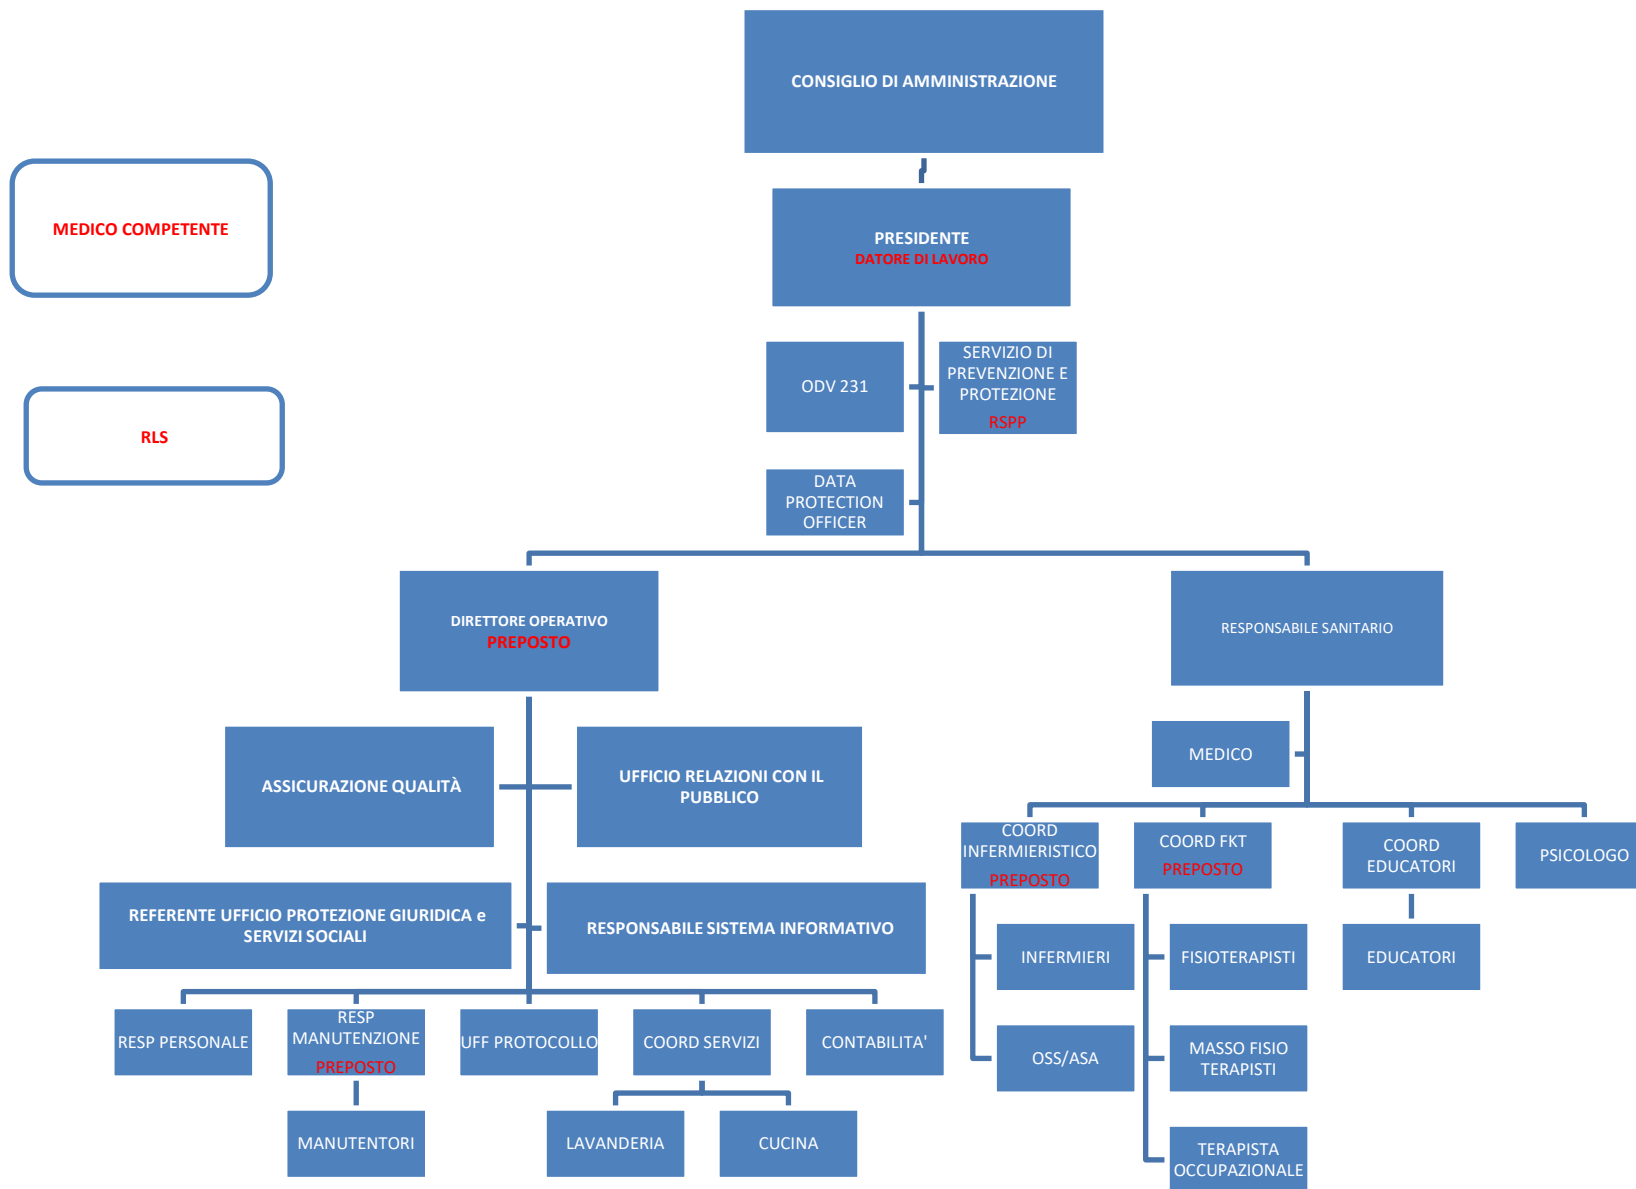 CONSIGLIO DI AMMINISTRAZIONE
MEDICO COMPETENTE
PRESIDENTE
DATORE DI LAVORO
RLS
ODV 231
SERVIZIO DI
PREVENZIONE E
PROTEZIONE
RSPP
DATA
PROTECTION
OFFICER
DIRETTORE OPERATIVO
PREPOSTO
RESPONSABILE SANITARIO
ASSICURAZIONE QUALITÀ
UFFICIO RELAZIONI CON IL
PUBBLICO
MEDICO
REFERENTE UFFICIO PROTEZIONE GIURIDICA e
SERVIZI SOCIALI
RESPONSABILE SISTEMA INFORMATIVO
COORD
INFERMIERISTICO
PREPOSTO
COORD FKT
PREPOSTO
COORD
EDUCATORI
PSICOLOGO
INFERMIERI
FISIOTERAPISTI
EDUCATORI
RESP PERSONALE
RESP
MANUTENZIONE
PREPOSTO
UFF PROTOCOLLO
COORD SERVIZI
CONTABILITA'
OSS/ASA
MASSO FISIO
TERAPISTI
MANUTENTORI
LAVANDERIA
CUCINA
TERAPISTA
OCCUPAZIONALE